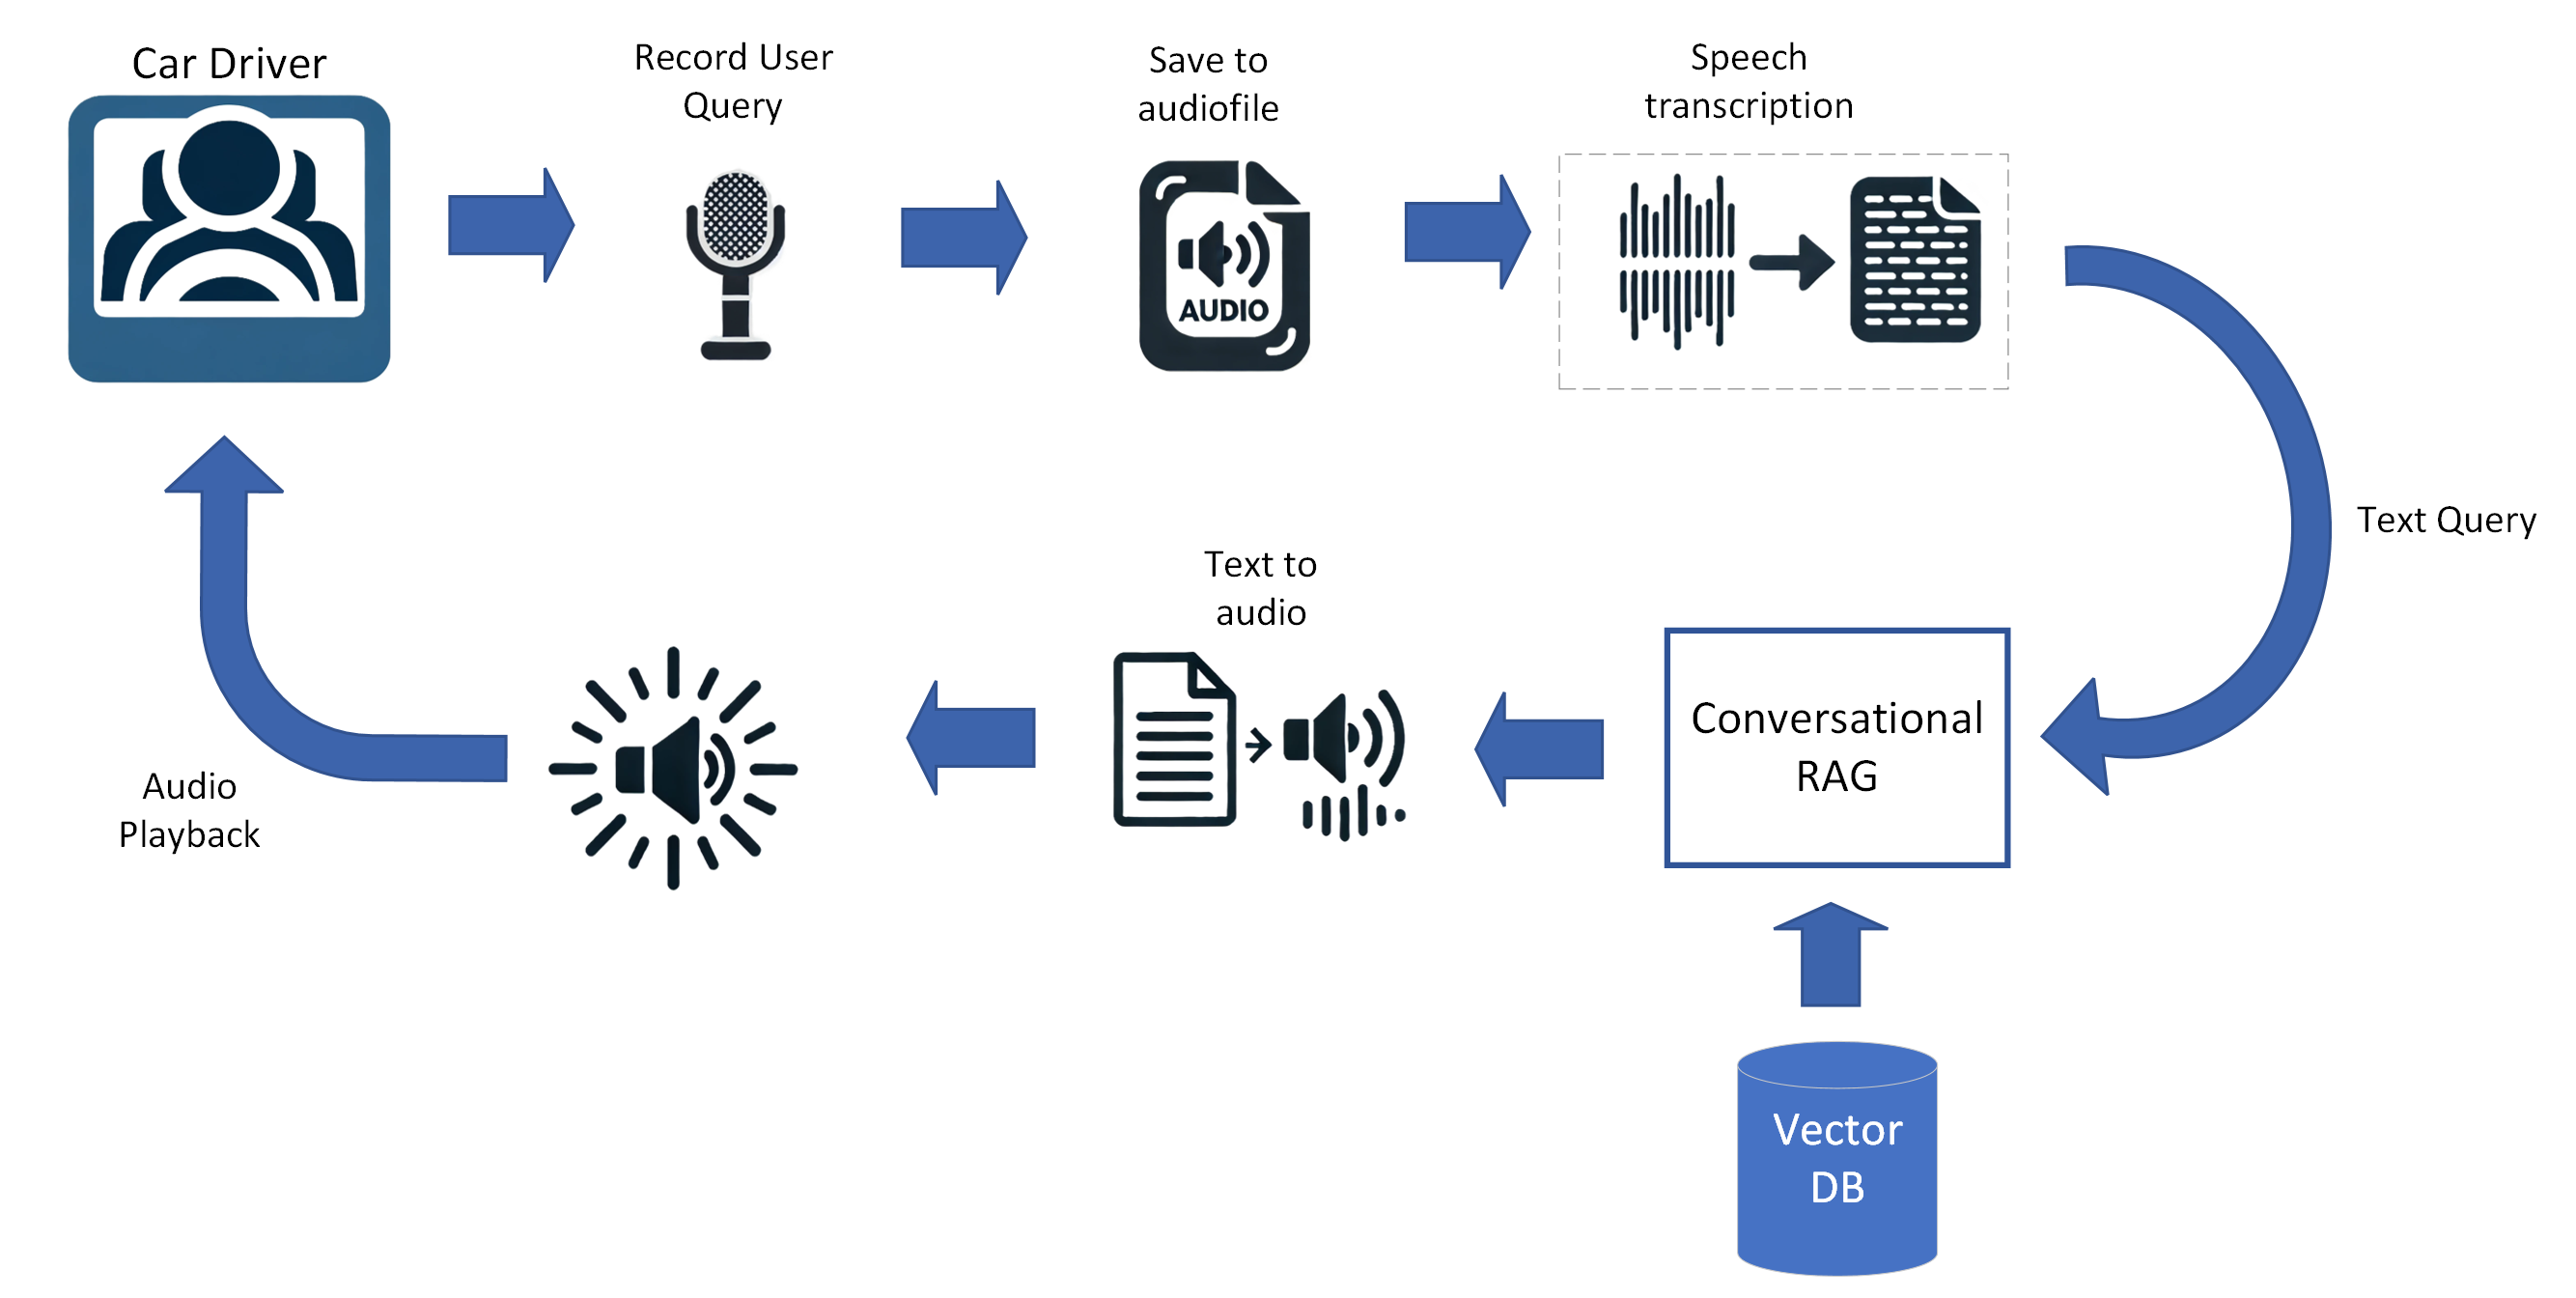 Car Driver
Record User
Query
Save to
audiofile
Speech
transcription
AUDIO
Text Query
Text to
audio
Conversational
RAG
Audio
Playback
Vector
DB